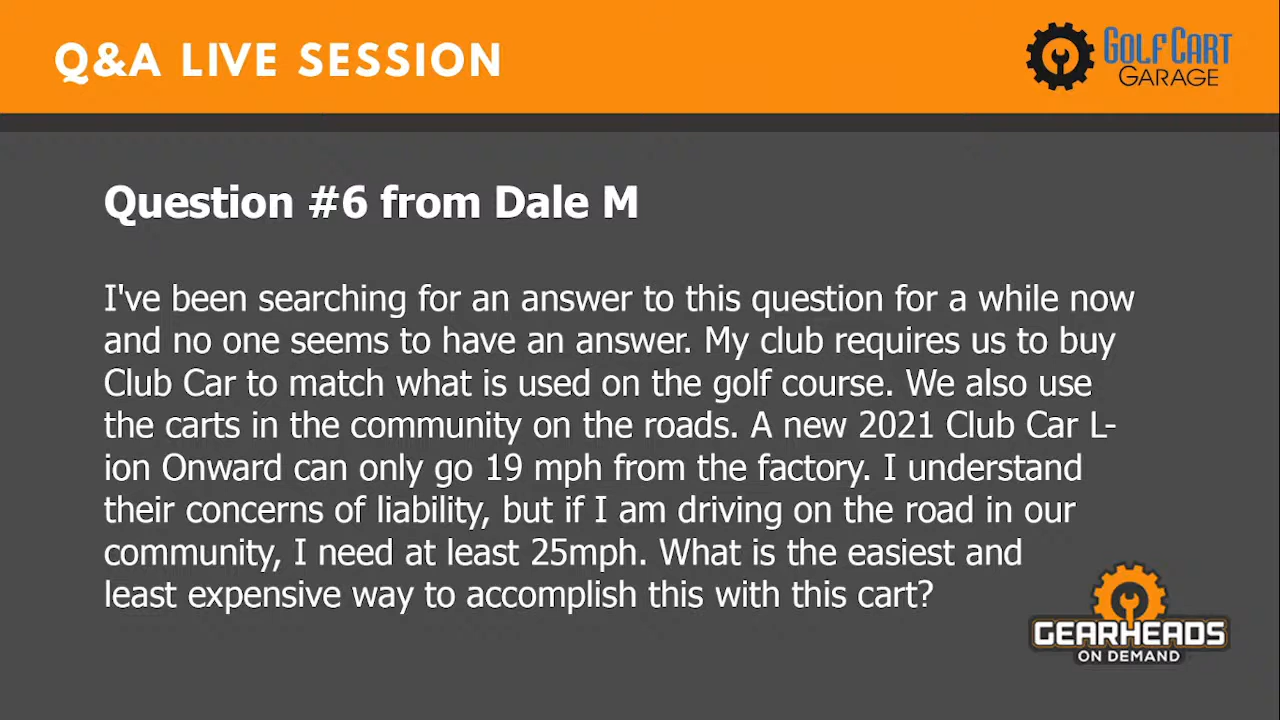 Q&A LIVE SESSION
GOLF CART
GARAGE
Question #6 from Dale M
I've been searching for an answer to this question for a while now
and no one seems to have an answer. My club requires us to buy
Club Car to match what is used on the golf course. We also use
the carts in the community on the roads. A new 2021 Club Car L-
ion Onward can only go 19 mph from the factory. I understand
their concerns of liability, but if I am driving on the road in our
community, I need at least 25mph. What is the easiest and
least expensive way to accomplish this with this cart?
GEARHEADS
ON DEMAND